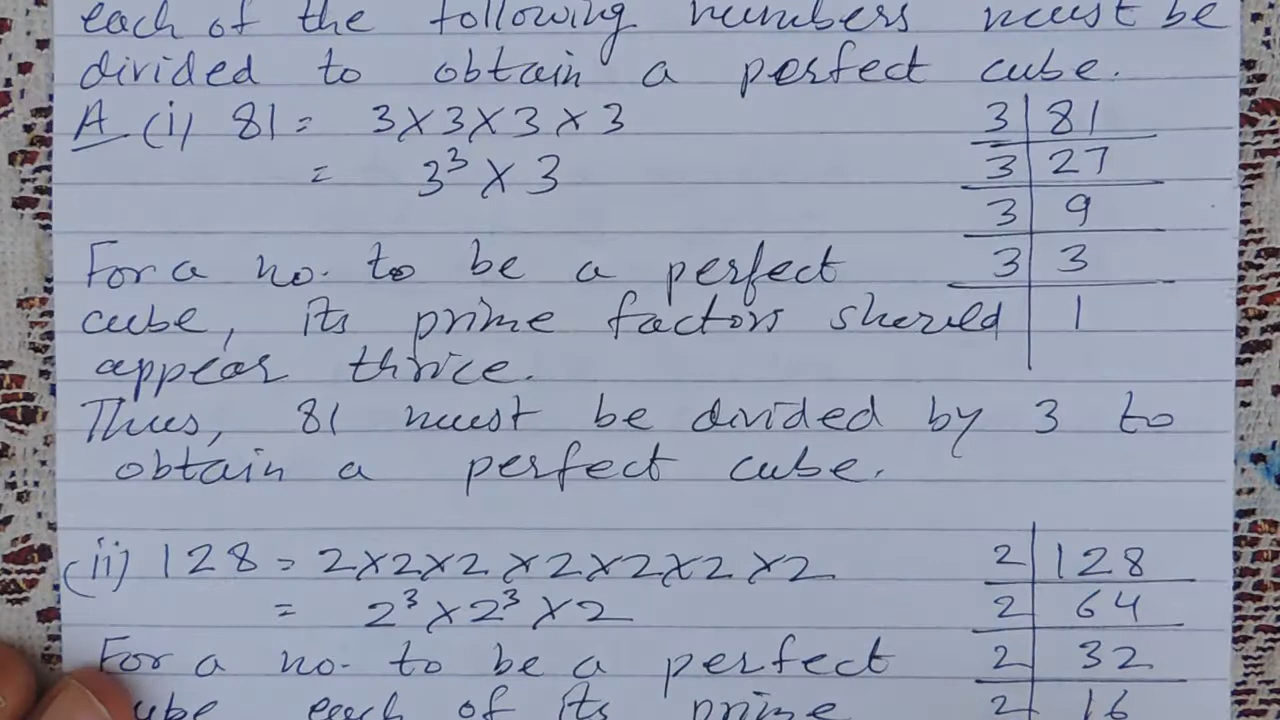 each of the following numbers must be
divided to obtain a perfect cube.
A (i) 81 = 3×3×3×3
= 3³×3
3 | 81
3 | 27
3 | 9
3 | 3
| 1
For a no. to be a perfect
cube, its prime factors should
appear thrice.
Thus, 81 must be divided by 3 to
obtain a perfect cube.
(ii) 128 = 2×2×2×2×2×2×2
= 2³×2³×2
2 | 128
2 | 64
2 | 32
2 | 16
For a no. to be a perfect
cube each of its prime